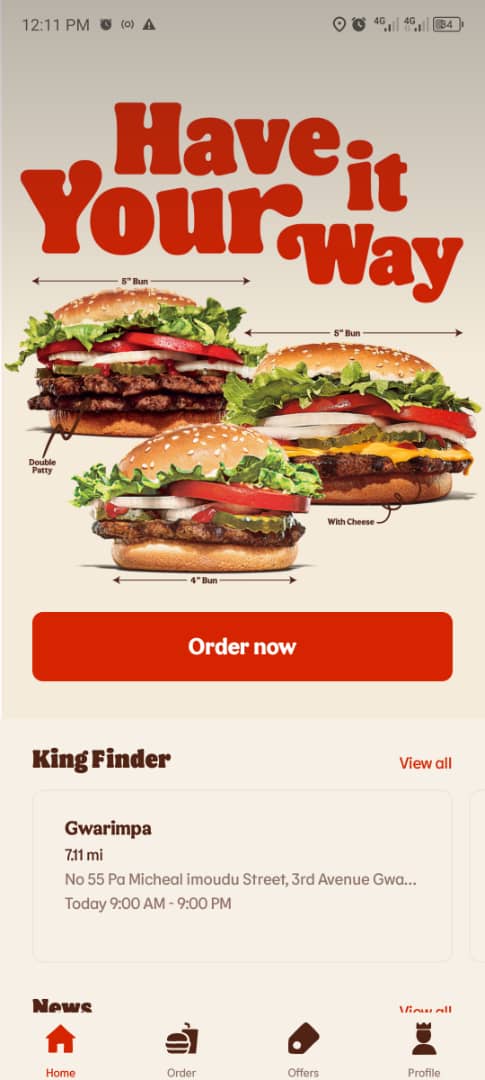 12:11 PM
4G 4G 34
Have it
Your Way
5" Bun
5" Bun
Double
Patty
With Cheese
4" Bun
Order now
King Finder
View all
Gwarimpa
7.11 mi
No 55 Pa Micheal imoudu Street, 3rd Avenue Gwa...
Today 9:00 AM - 9:00 PM
News
View all
Home
Order
Offers
Profile